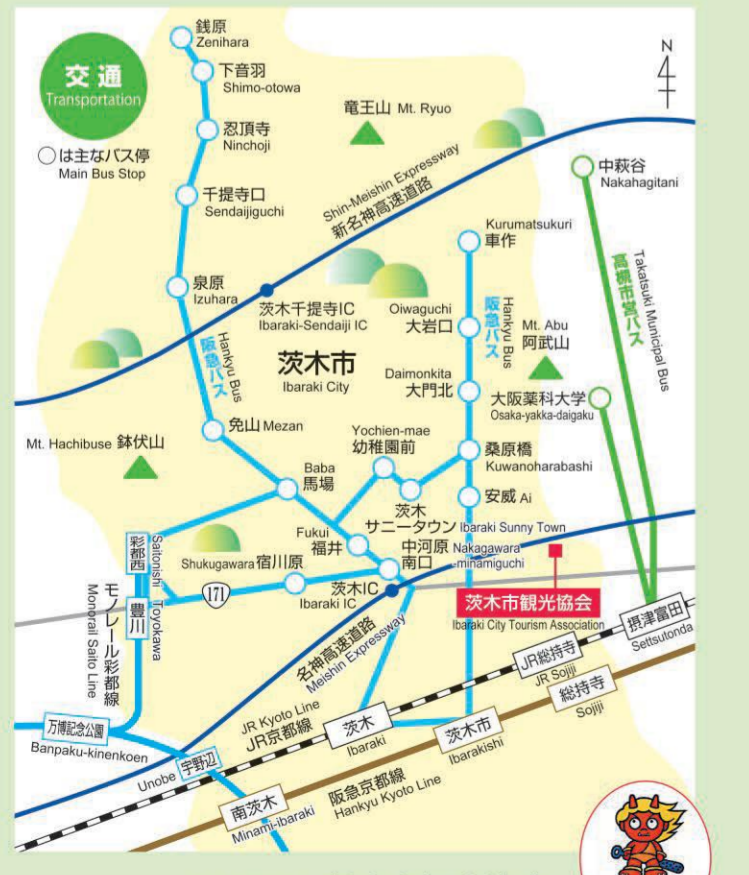 交通
Transportation
○は主なバス停
Main Bus Stop
N
銭原
Zenihara
下音羽
Shimo-otowa
忍頂寺
Ninchoji
千提寺口
Sendaijiguchi
泉原
Izuhara
竜王山 Mt. Ryuo
Shin-Meishin Expressway
新名神高速道路
中萩谷
Nakahagitani
Takatsuki Municipal Bus
高槻市営バス
Kurumatsukuri
車作
茨木千提寺IC
Ibaraki-Sendaiji IC
Oiwaguchi
大岩口
Hankyu Bus
阪急バス
Mt. Abu
阿武山
Hankyu Bus
阪急バス
茨木市
Ibaraki City
Daimonkita
大門北
大阪薬科大学
Osaka-yakka-daigaku
免山 Mezan
Mt. Hachibuse 鉢伏山
Yochien-mae
幼稚園前
桑原橋
Kuwanoharabashi
Baba
馬場
茨木
サニータウン Ibaraki Sunny Town
安威 Ai
Fukui
福井
中河原 Nakagawara
南口 -minamiguchi
Shukugawara 宿川原
彩都西
Saitonishi
豊川
Toyokawa
171
茨木IC
Ibaraki IC
茨木市観光協会
Ibaraki City Tourism Association
摂津富田
Settsutonda
モノレール彩都線
Monorail Saito Line
名神高速道路
Meishin Expressway
JR総持寺
JR Sojiji
総持寺
Sojiji
万博記念公園
Banpaku-kinenkoen
JR Kyoto Line
JR京都線
茨木
Ibaraki
茨木市
Ibarakishi
Unobe 宇野辺
阪急京都線
Hankyu Kyoto Line
南茨木
Minami-ibaraki